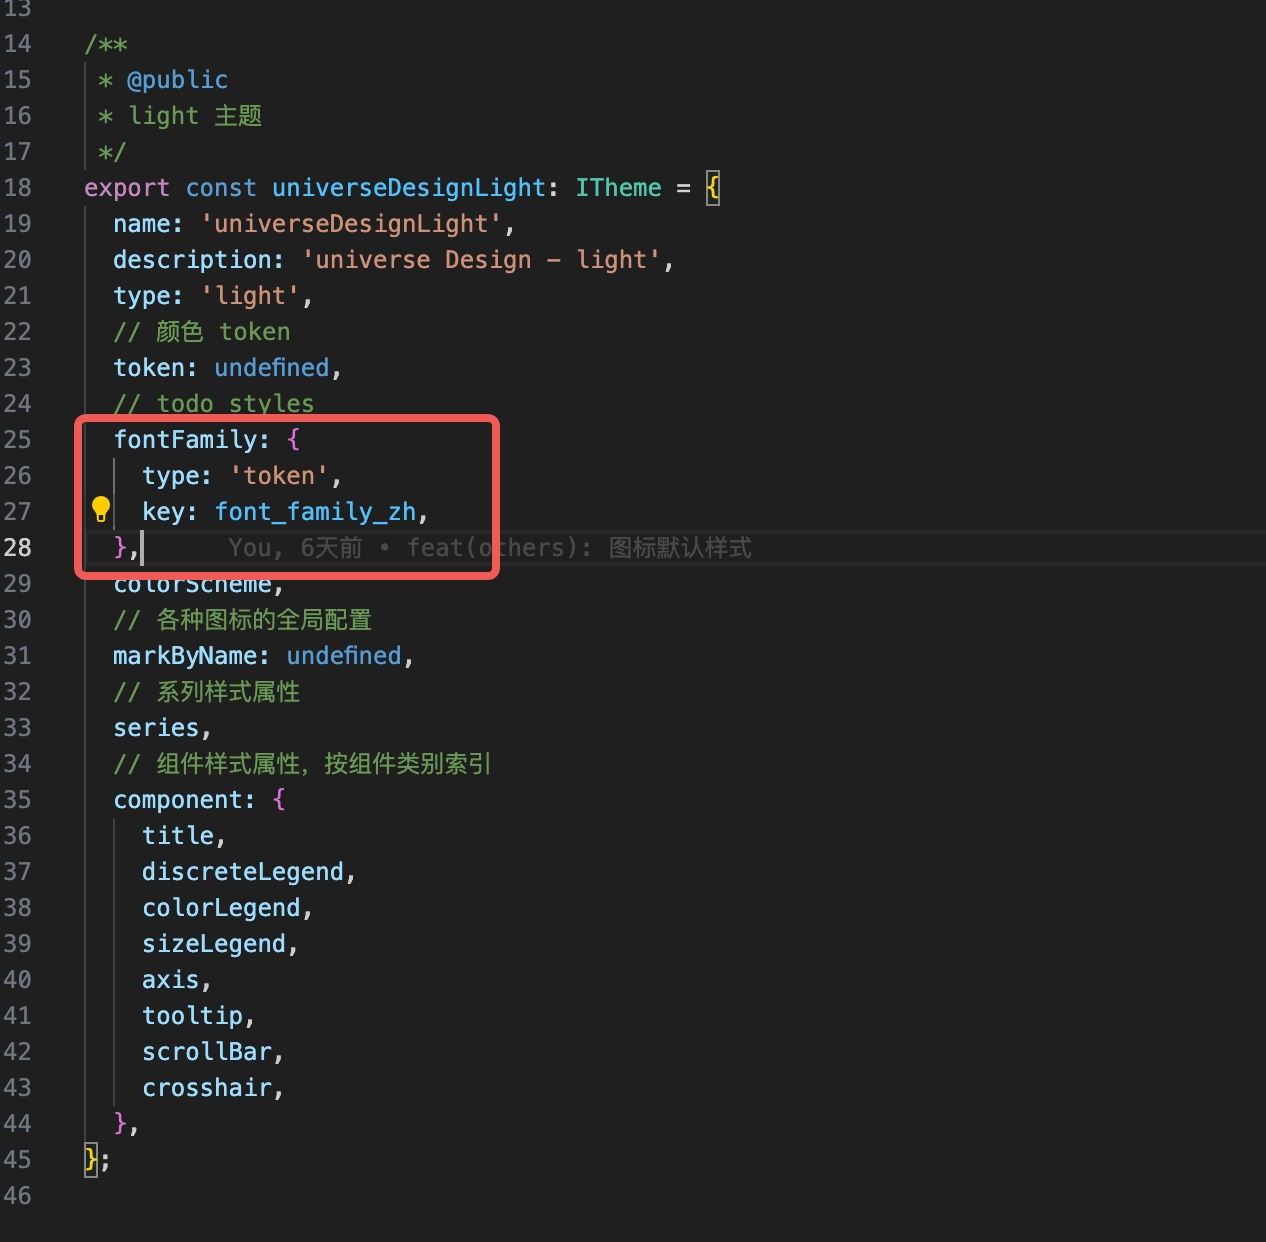 13
14 /**
15 * @public
16 * light 主题
17 */
18 export const universeDesignLight: ITheme = {
19 name: 'universeDesignLight',
20 description: 'universe Design - light',
21 type: 'light',
22 // 颜色 token
23 token: undefined,
24 // todo styles
25 fontFamily: {
26 type: 'token',
27 key: font_family_zh,
28 }, You, 6天前 • feat(others): 图标默认样式
29 colorScheme,
30 // 各种图标的全局配置
31 markByName: undefined,
32 // 系列样式属性
33 series,
34 // 组件样式属性，按组件类别索引
35 component: {
36 title,
37 discreteLegend,
38 colorLegend,
39 sizeLegend,
40 axis,
41 tooltip,
42 scrollBar,
43 crosshair,
44 },
45 };
46